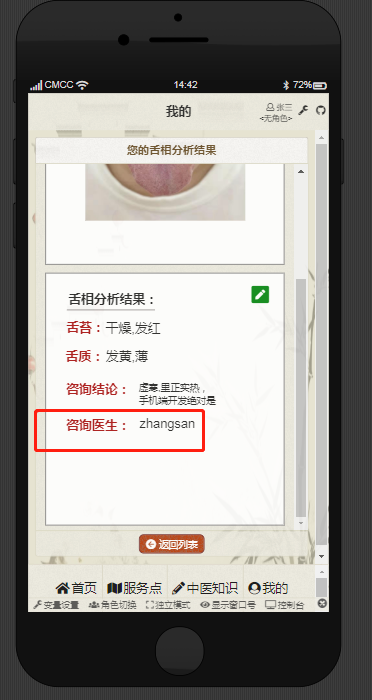 CMCC 14:42 72%
我的
张三
<无角色>
您的舌相分析结果
舌相分析结果：
舌苔：干燥,发红
舌质：发黄,薄
咨询结论：虚寒,里正实热，
手机端开发绝对是
咨询医生：zhangsan
返回列表
首页 服务点 中医知识 我的
变量设置 角色切换 独立模式 显示窗口号 控制台